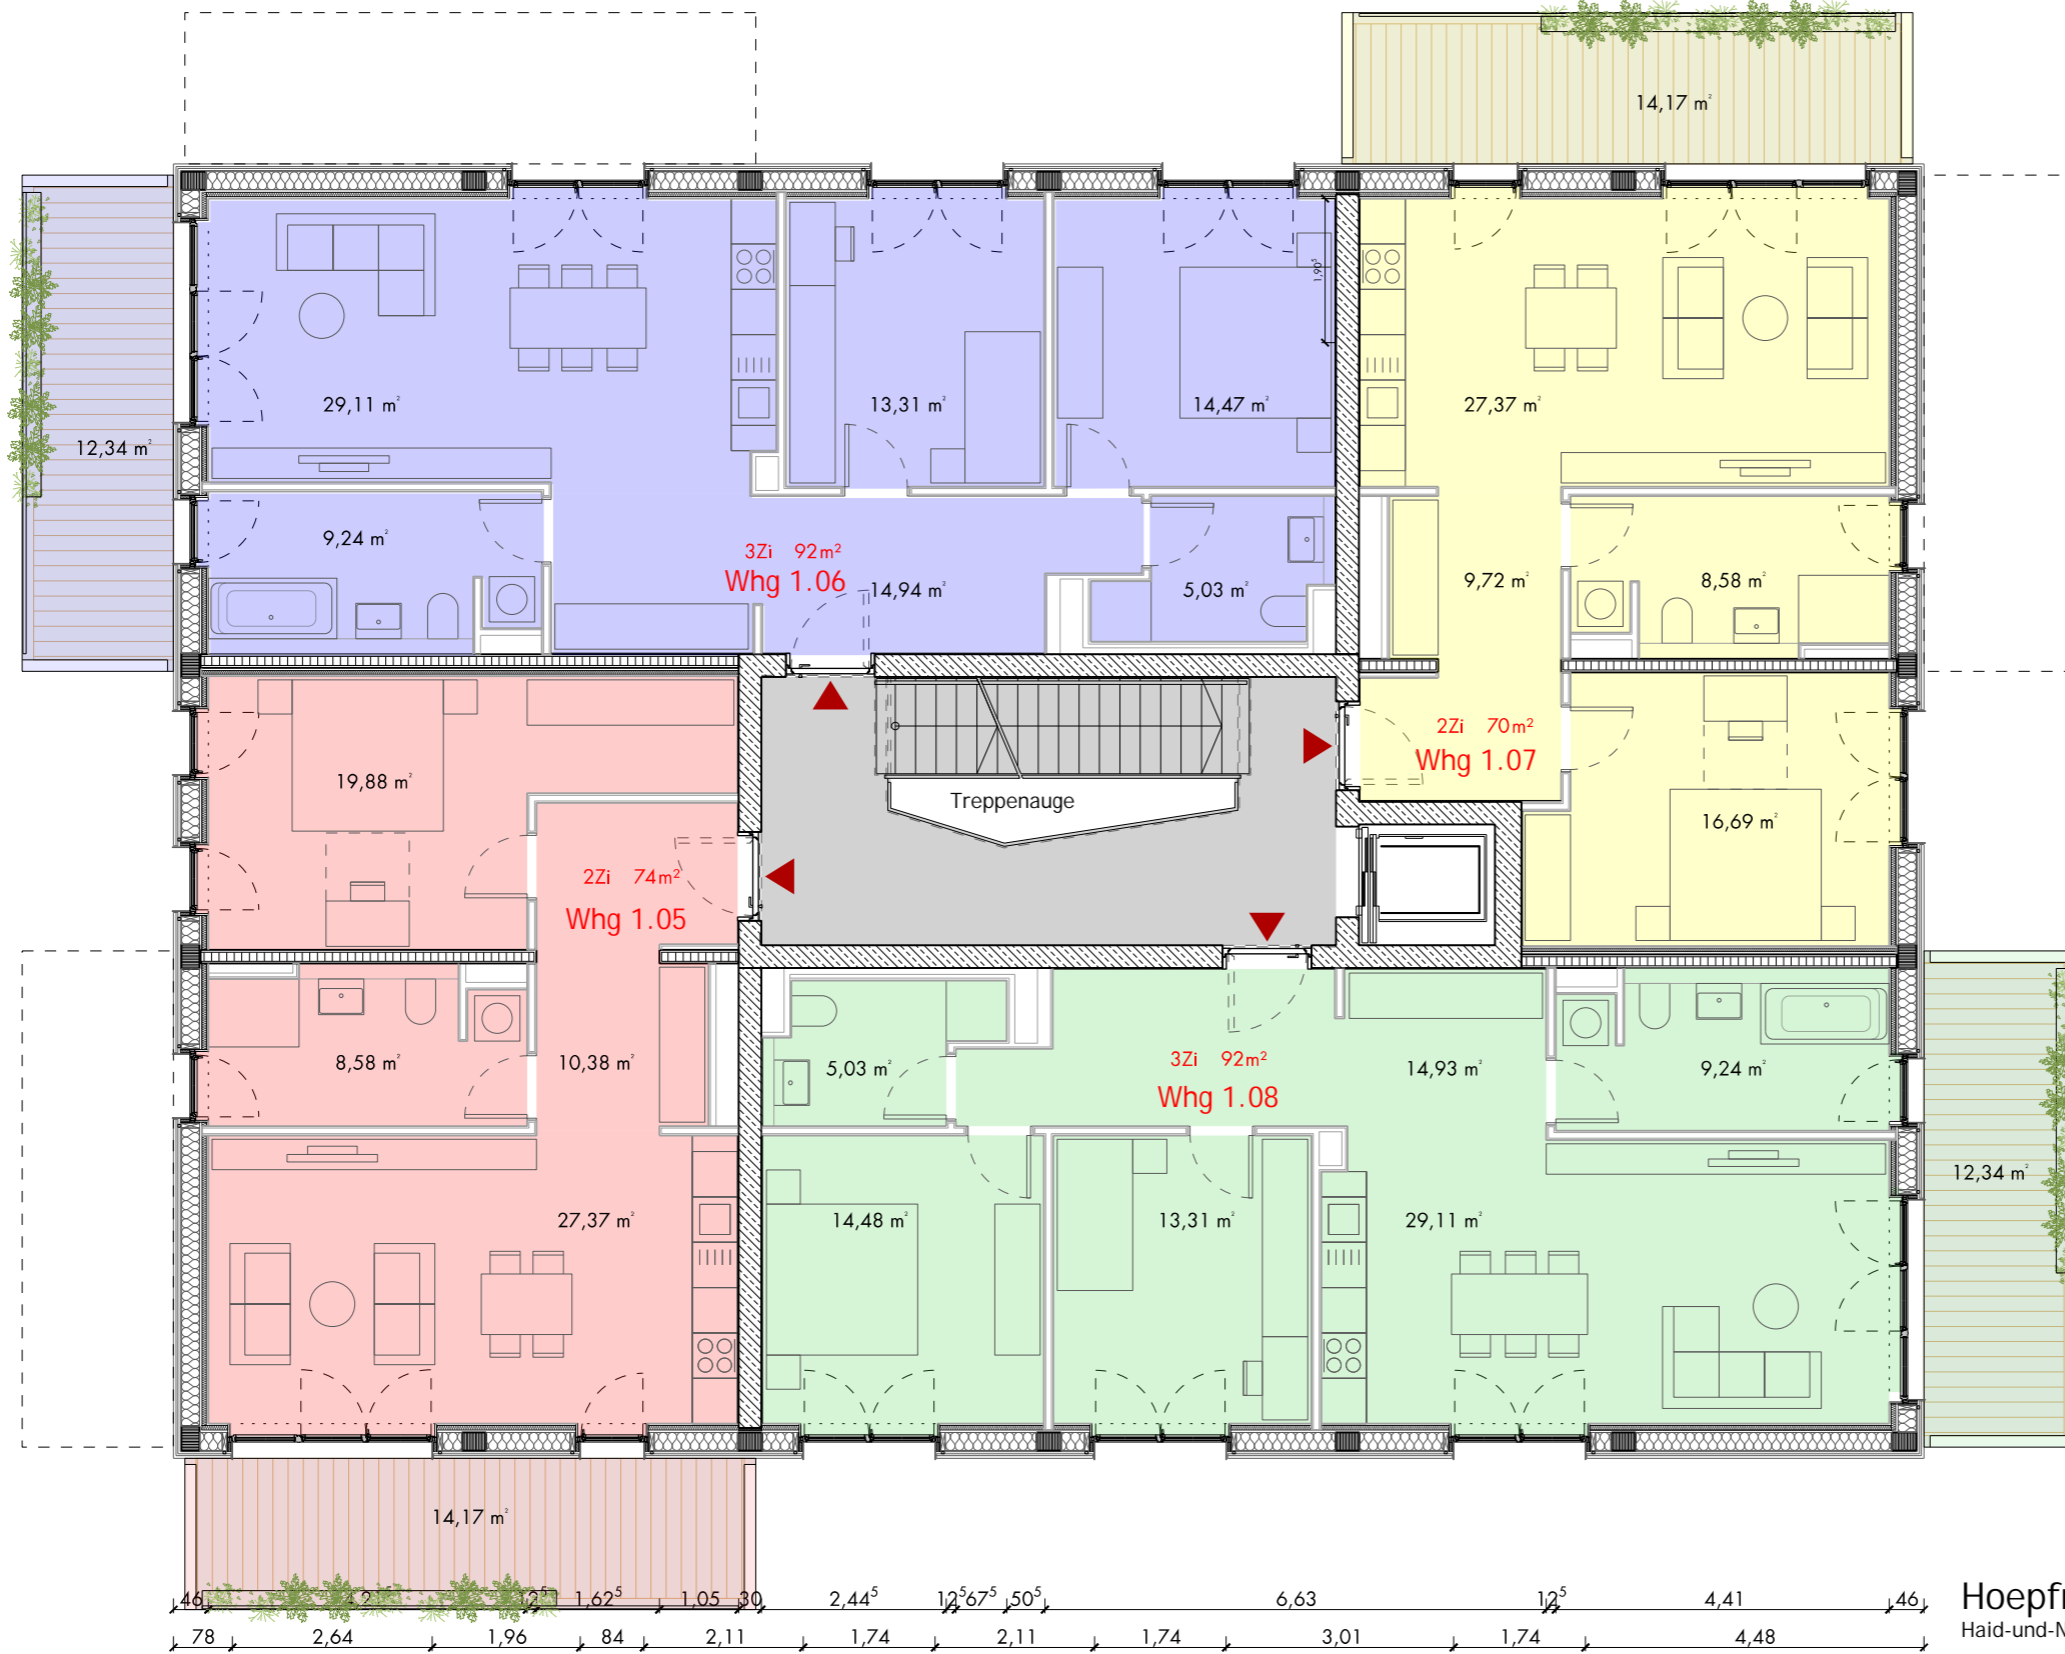 14,17 m²
1,90⁵
29,11 m²
13,31 m²
14,47 m²
27,37 m²
12,34 m²
9,24 m²
3Zi 92m²
Whg 1.06
14,94 m²
5,03 m²
9,72 m²
8,58 m²
2Zi 70m²
Whg 1.07
19,88 m²
Treppenauge
16,69 m²
2Zi 74m²
Whg 1.05
8,58 m²
10,38 m²
5,03 m²
3Zi 92m²
Whg 1.08
14,93 m²
9,24 m²
12,34 m²
27,37 m²
14,48 m²
13,31 m²
29,11 m²
14,17 m²
46 1,62⁵ 1,05 30 2,44⁵ 12⁵ 67⁵ 50⁵ 6,63 12⁵ 4,41 46
78 2,64 1,96 84 2,11 1,74 2,11 1,74 3,01 1,74 4,48
Hoepf
Haid-und-N